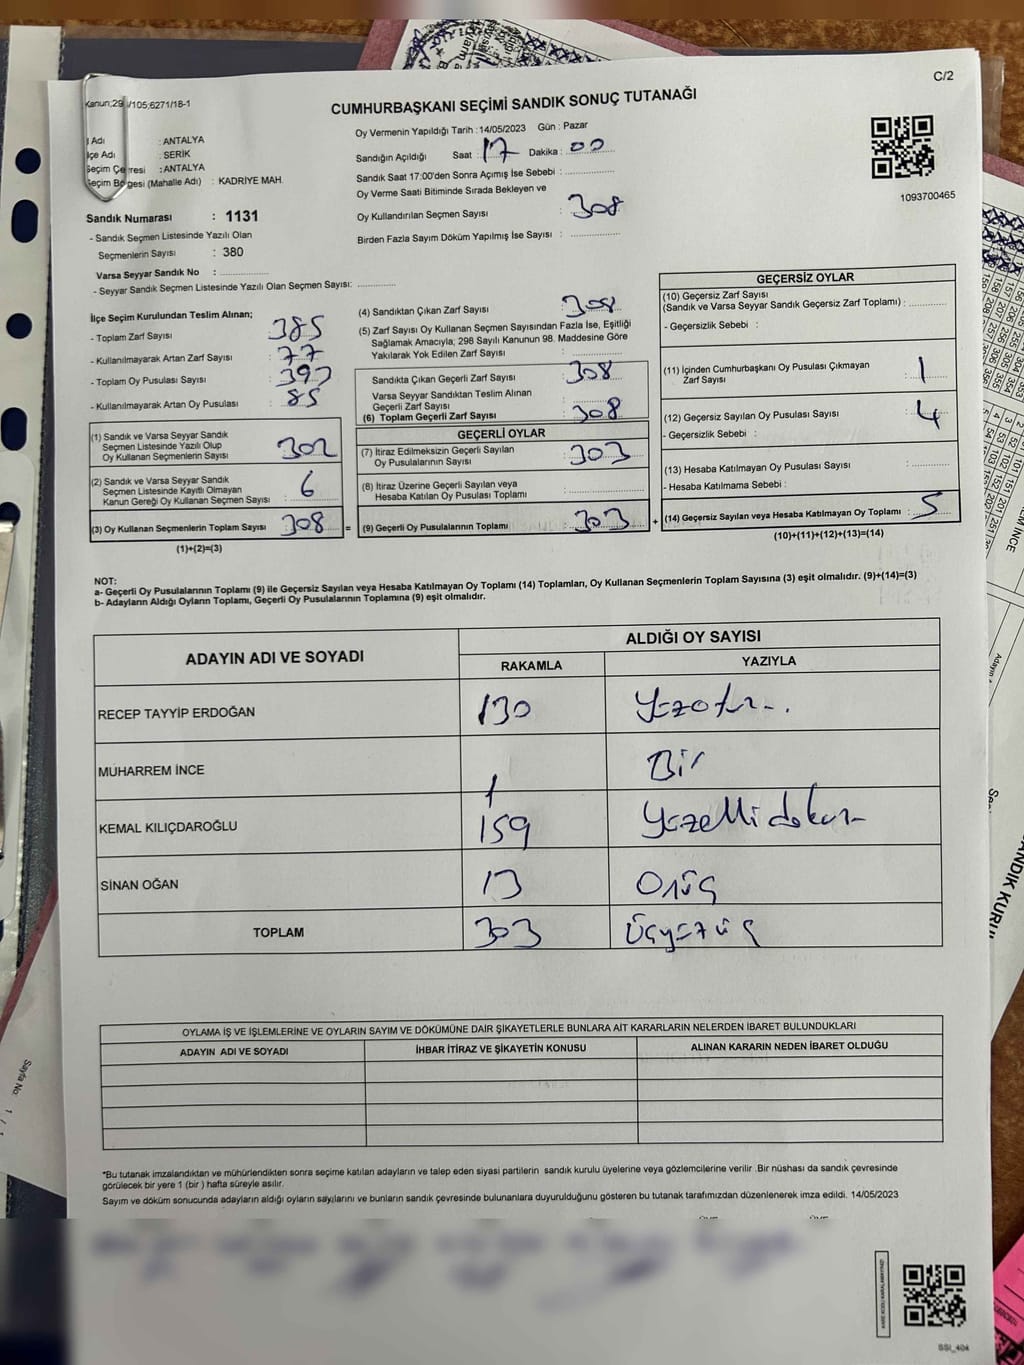 C/2
Kanun;29 /105;6271/18-1
CUMHURBAŞKANI SEÇİMİ SANDIK SONUÇ TUTANAĞI
Adı : ANTALYA
İlçe Adı : SERİK
Seçim Çevresi : ANTALYA
Seçim Bölgesi (Mahalle Adı) : KADRİYE MAH.
Sandık Numarası : 1131
- Sandık Seçmen Listesinde Yazılı Olan
Seçmenlerin Sayısı : 380
Varsa Seyyar Sandık No :
- Seyyar Sandık Seçmen Listesinde Yazılı Olan Seçmen Sayısı:
Oy Vermenin Yapıldığı Tarih : 14/05/2023 Gün : Pazar
Sandığın Açıldığı Saat 17 Dakika : 00
Sandık Saat 17:00'den Sonra Açımış İse Sebebi :
Oy Verme Saati Bitiminde Sırada Bekleyen ve
Oy Kullandırılan Seçmen Sayısı : 308
Birden Fazla Sayım Döküm Yapılmış İse Sayısı :
1093700465
İlçe Seçim Kurulundan Teslim Alınan;
- Toplam Zarf Sayısı : 385
- Kullanılmayarak Artan Zarf Sayısı : 77
- Toplam Oy Pusulası Sayısı : 393
- Kullanılmayarak Artan Oy Pusulası : 85
(1) Sandık ve Varsa Seyyar Sandık
Seçmen Listesinde Yazılı Olup
Oy Kullanan Seçmenlerin Sayısı : 302
(2) Sandık ve Varsa Seyyar Sandık
Seçmen Listesinde Kayıtlı Olmayan
Kanun Gereği Oy Kullanan Seçmen Sayısı : 6
(3) Oy Kullanan Seçmenlerin Toplam Sayısı : 308
(1)+(2)=(3)
(4) Sandıktan Çıkan Zarf Sayısı : 308
(5) Zarf Sayısı Oy Kullanan Seçmen Sayısından Fazla İse, Eşitliği
Sağlamak Amacıyla; 298 Sayılı Kanunun 98. Maddesine Göre
Yakılarak Yok Edilen Zarf Sayısı :
Sandıkta Çıkan Geçerli Zarf Sayısı : 308
Varsa Seyyar Sandıktan Teslim Alınan
Geçerli Zarf Sayısı :
(6) Toplam Geçerli Zarf Sayısı : 308
GEÇERLİ OYLAR
(7) İtiraz Edilmeksizin Geçerli Sayılan
Oy Pusulalarının Sayısı : 303
(8) İtiraz Üzerine Geçerli Sayılan veya
Hesaba Katılan Oy Pusulası Toplamı :
= (9) Geçerli Oy Pusulalarının Toplamı : 303
GEÇERSİZ OYLAR
(10) Geçersiz Zarf Sayısı
(Sandık ve Varsa Seyyar Sandık Geçersiz Zarf Toplamı) :
- Geçersizlik Sebebi :
(11) İçinden Cumhurbaşkanı Oy Pusulası Çıkmayan
Zarf Sayısı : 1
(12) Geçersiz Sayılan Oy Pusulası Sayısı : 4
- Geçersizlik Sebebi :
(13) Hesaba Katılmayan Oy Pusulası Sayısı :
- Hesaba Katılmama Sebebi :
+ (14) Geçersiz Sayılan veya Hesaba Katılmayan Oy Toplamı : 5
(10)+(11)+(12)+(13)=(14)
NOT:
a- Geçerli Oy Pusulalarının Toplamı (9) ile Geçersiz Sayılan veya Hesaba Katılmayan Oy Toplamı (14) Toplamları, Oy Kullanan Seçmenlerin Toplam Sayısına (3) eşit olmalıdır. (9)+(14)=(3)
b- Adayların Aldığı Oyların Toplamı, Geçerli Oy Pusulalarının Toplamına (9) eşit olmalıdır.
ADAYIN ADI VE SOYADI
ALDIĞI OY SAYISI
RAKAMLA YAZIYLA
RECEP TAYYİP ERDOĞAN 130 Yüzotuz
MUHARREM İNCE 1 Bir
KEMAL KILIÇDAROĞLU 159 Yüzellidokuz
SİNAN OĞAN 13 Onüç
TOPLAM 303 Üçyüzüç
OYLAMA İŞ VE İŞLEMLERİNE VE OYLARIN SAYIM VE DÖKÜMÜNE DAİR ŞİKAYETLERLE BUNLARA AİT KARARLARIN NELERDEN İBARET BULUNDUKLARI
ADAYIN ADI VE SOYADI İHBAR İTİRAZ VE ŞİKAYETİN KONUSU ALINAN KARARIN NEDEN İBARET OLDUĞU
*Bu tutanak imzalandıktan ve mühürlendikten sonra seçime katılan adayların ve talep eden siyasi partilerin sandık kurulu üyelerine veya gözlemcilerine verilir .Bir nüshası da sandık çevresinde
görülecek bir yere 1 (bir ) hafta süreyle asılır.
Sayım ve döküm sonucunda adayların aldığı oyların sayılarını ve bunların sandık çevresinde bulunanlara duyurulduğunu gösteren bu tutanak tarafımızdan düzenlenerek imza edildi. 14/05/2023
SSI_404
Sayfa No: 1 / 1